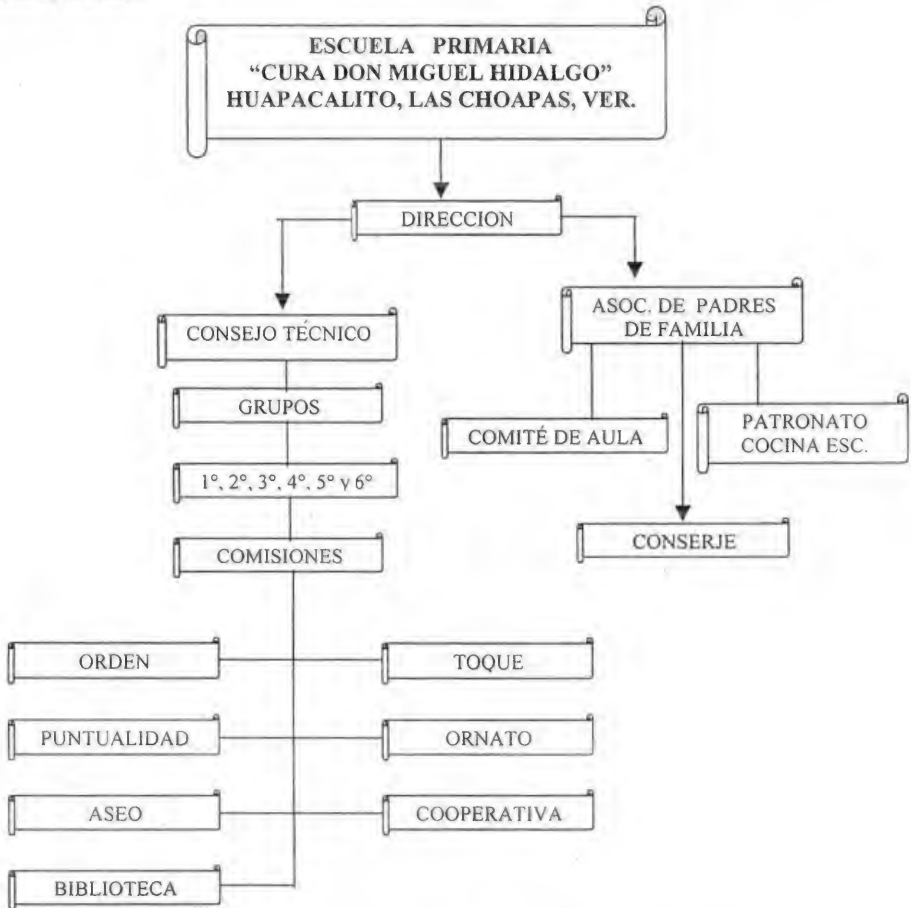 ESCUELA PRIMARIA
“CURA DON MIGUEL HIDALGO”
HUAPACALITO, LAS CHOAPAS, VER.
DIRECCION
CONSEJO TÉCNICO
ASOC. DE PADRES
DE FAMILIA
GRUPOS
COMITÉ DE AULA
PATRONATO
COCINA ESC.
1°, 2°, 3°, 4°, 5° y 6°
COMISIONES
CONSERJE
ORDEN
TOQUE
PUNTUALIDAD
ORNATO
ASEO
COOPERATIVA
BIBLIOTECA